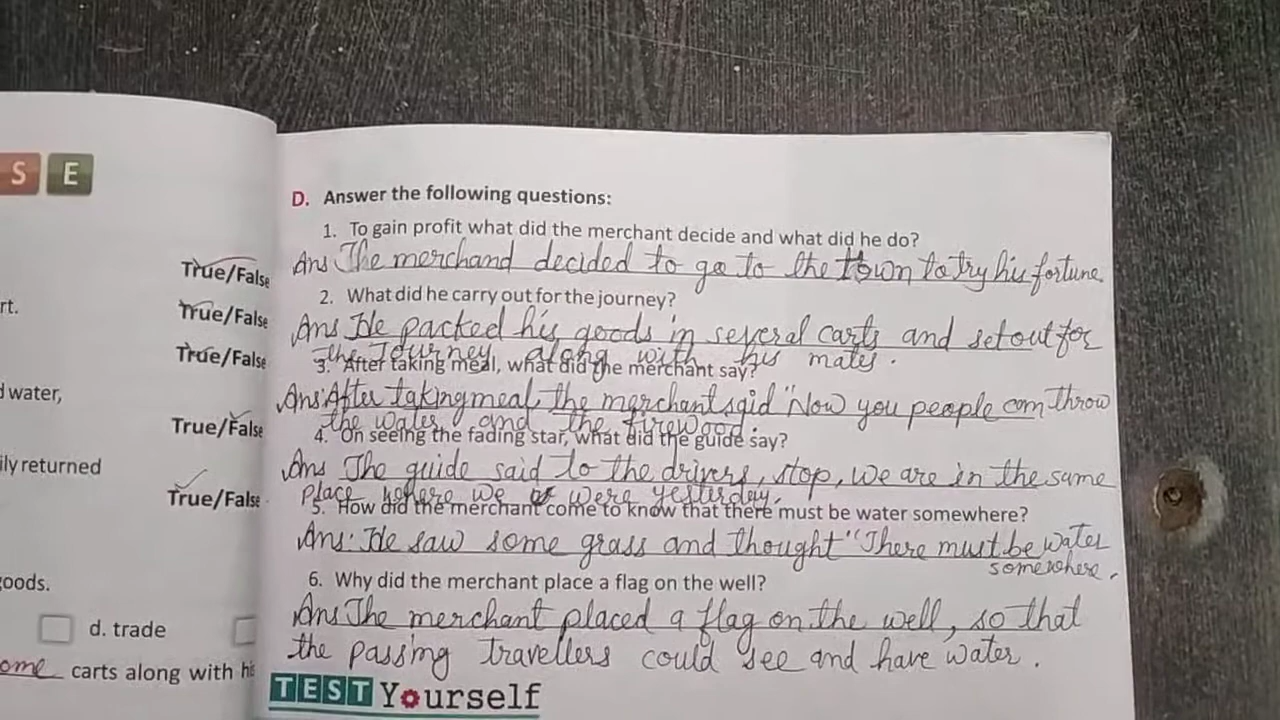 S E
True/False
rt.
True/False
True/False
d water,
True/False
ily returned
True/False
goods.
d. trade
ome carts along with his
D. Answer the following questions:
1. To gain profit what did the merchant decide and what did he do?
Ans The merchand decided to go to the town to try his fortune
2. What did he carry out for the journey?
Ans He packed his goods in several carts and set out for
the Journey along with his mates.
3. After taking meal, what did the merchant say?
Ans: After taking meal, the merchant said "Now you people can throw
the water and the firewood.
4. On seeing the fading star, what did the guide say?
Ans The guide said to the drivers, stop, we are in the same
place where we were yesterday.
5. How did the merchant come to know that there must be water somewhere?
Ans: He saw some grass and thought "There must be water
somewhere.
6. Why did the merchant place a flag on the well?
Ans The merchant placed a flag on the well, so that
the passing travellers could see and have water.
TEST Yourself